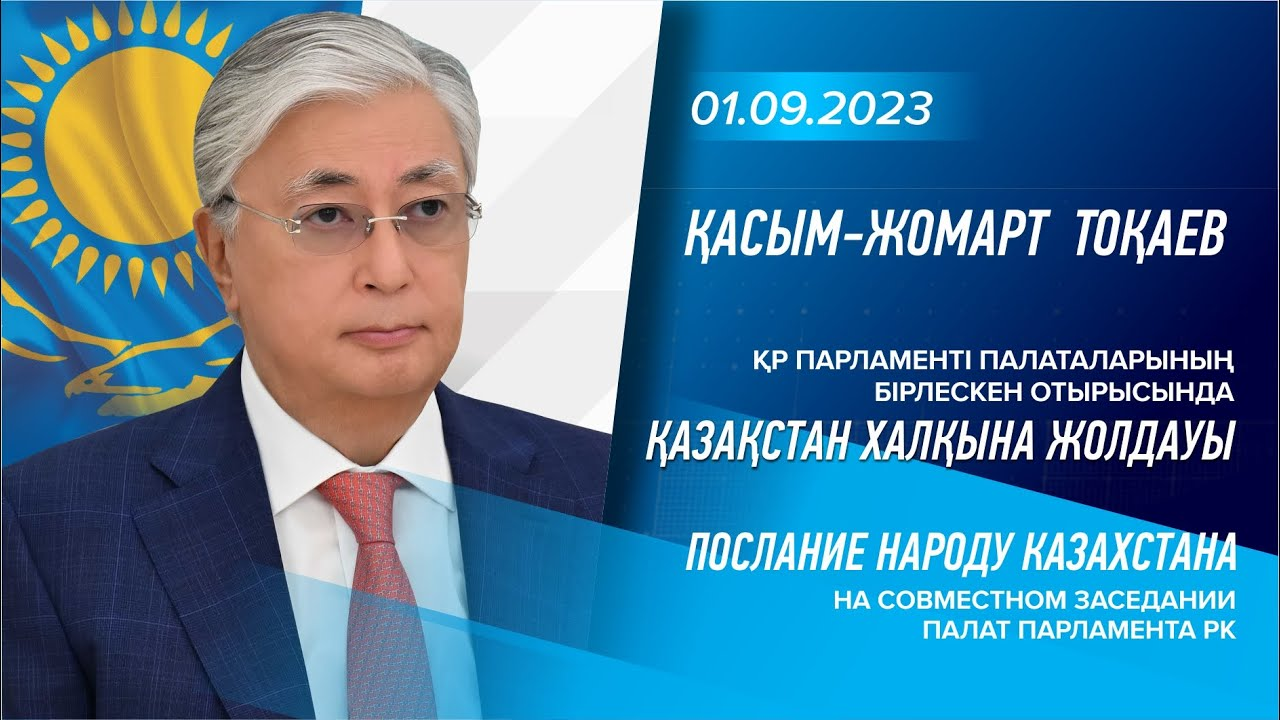 01.09.2023
ҚАСЫМ-ЖОМАРТ ТОҚАЕВ
ҚР ПАРЛАМЕНТІ ПАЛАТАЛАРЫНЫҢ
БІРЛЕСКЕН ОТЫРЫСЫНДА
ҚАЗАҚСТАН ХАЛҚЫНА ЖОЛДАУЫ
ПОСЛАНИЕ НАРОДУ КАЗАХСТАНА
НА СОВМЕСТНОМ ЗАСЕДАНИИ
ПАЛАТ ПАРЛАМЕНТА РК